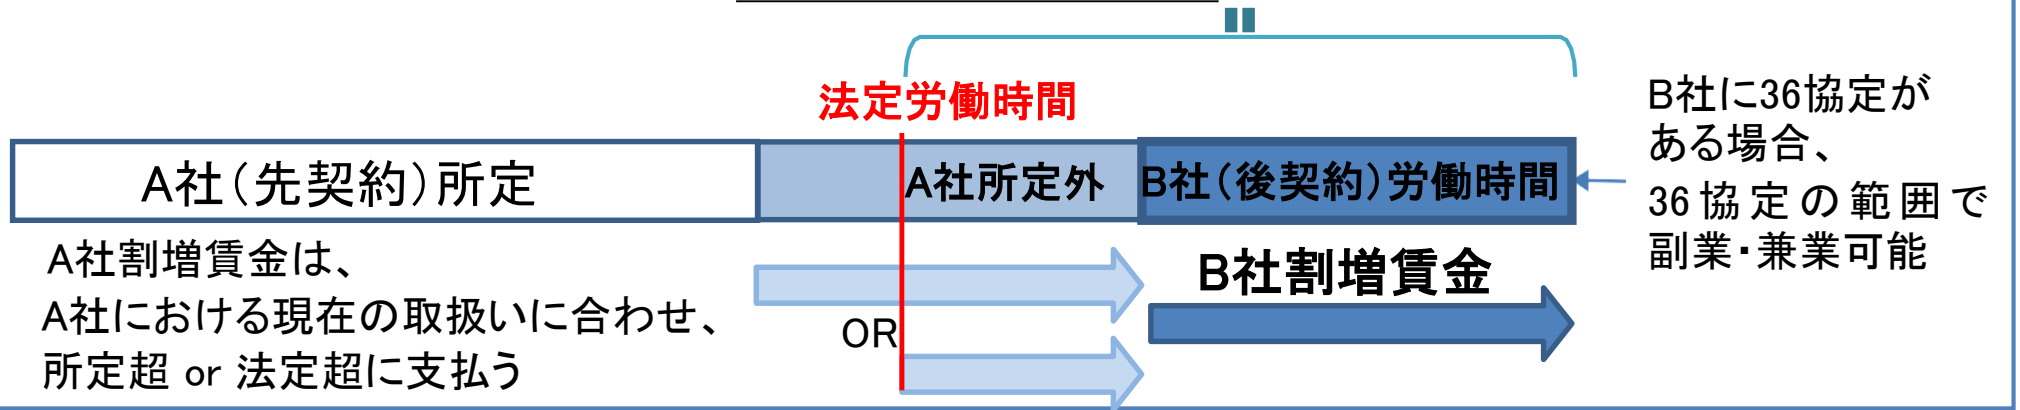 法定労働時間
A社(先契約)所定
A社所定外
B社(後契約)労働時間
B社に36協定が
ある場合、
36協定の範囲で
副業・兼業可能
A社割増賃金は、
A社における現在の取扱いに合わせ、
所定超 or 法定超に支払う
OR
B社割増賃金